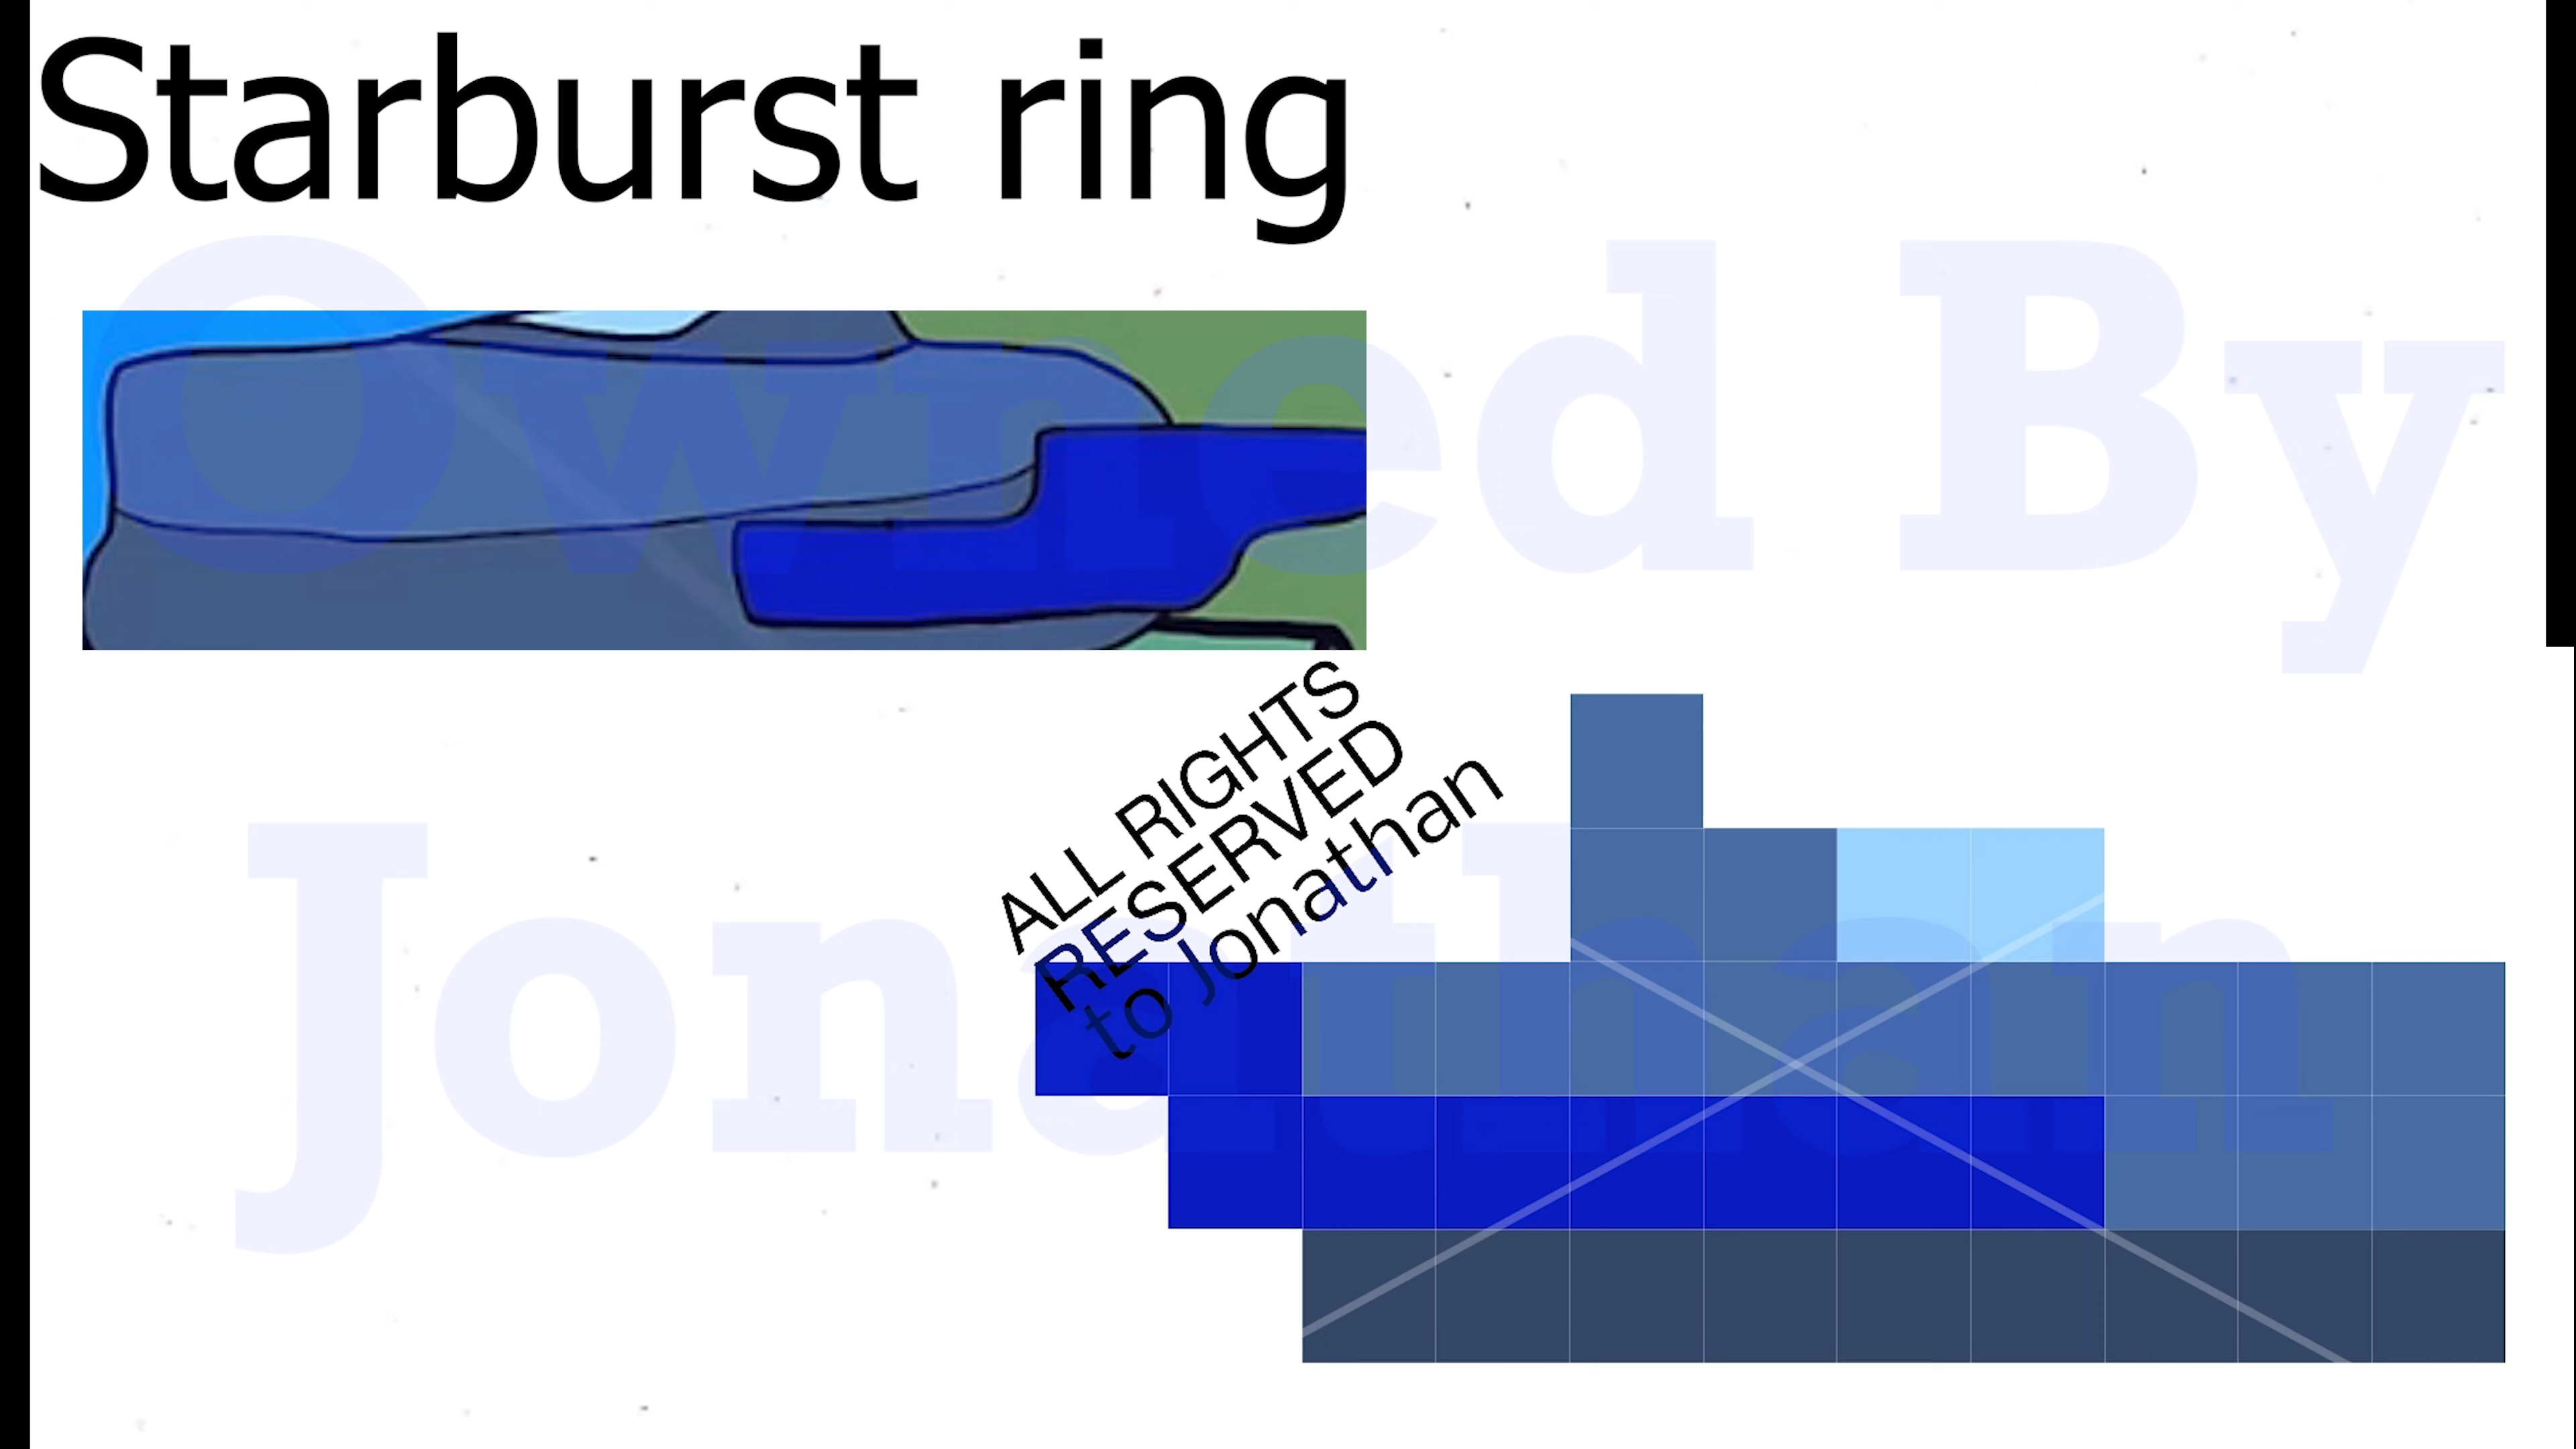 Starburst ring
Owned By
ALL RIGHTS
RESERVED
to Jonathan
Jonathan